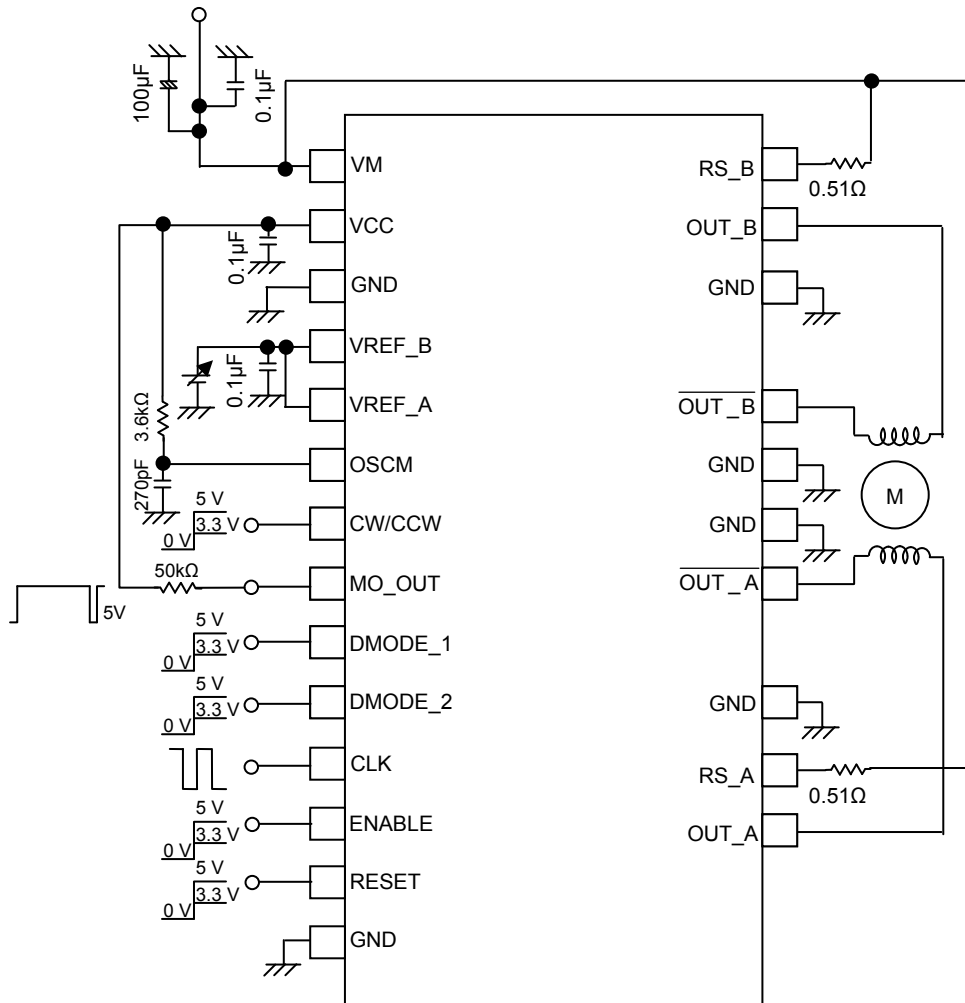 100µF
0.1µF
VM
RS_B
0.51Ω
VCC
OUT_B
0.1µF
GND
GND
VREF_B
0.1µF
VREF_A
OUT_B
3.6kΩ
OSCM
GND
270pF
M
5 V
3.3 V
0 V
CW/CCW
GND
50kΩ
MO_OUT
OUT_A
5V
5 V
3.3 V
0 V
DMODE_1
5 V
3.3 V
0 V
DMODE_2
GND
CLK
RS_A
0.51Ω
5 V
3.3 V
0 V
ENABLE
OUT_A
5 V
3.3 V
0 V
RESET
GND